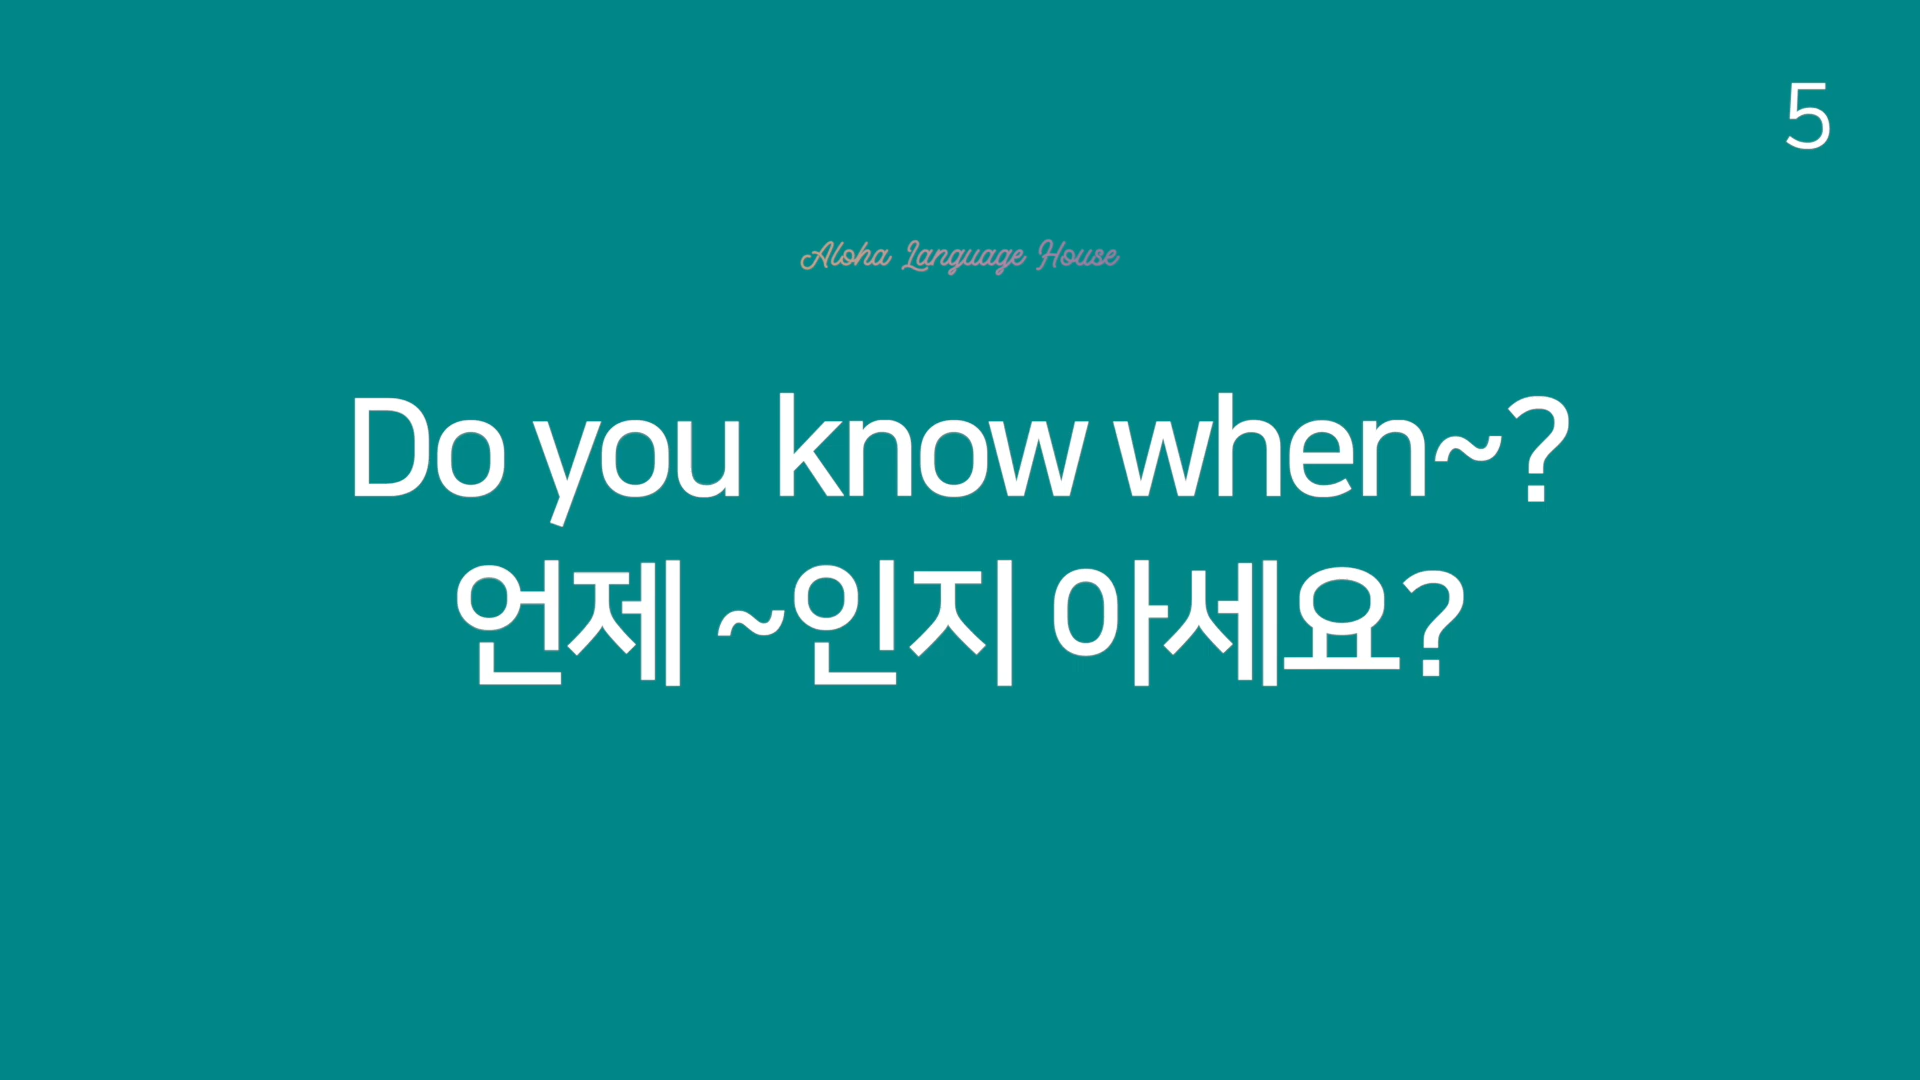 5
Aloha Language House
Do you know when~?
언제 ~인지 아세요?